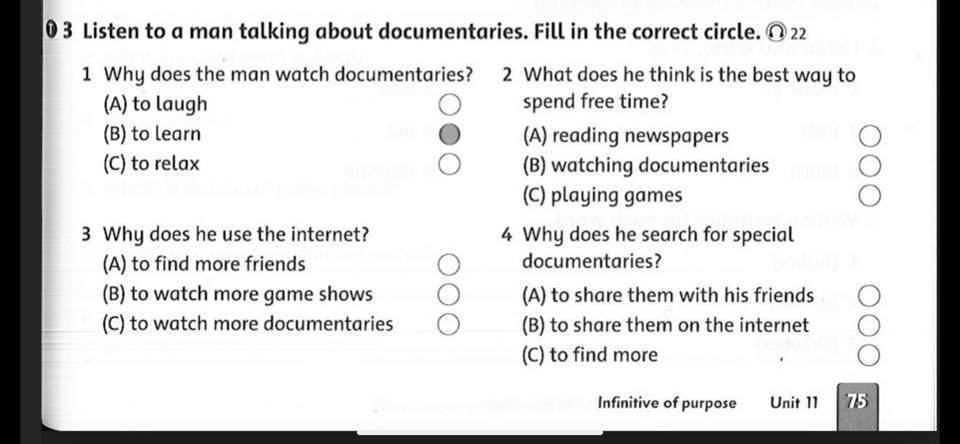 T 3 Listen to a man talking about documentaries. Fill in the correct circle. 22
1 Why does the man watch documentaries?
(A) to laugh
(B) to learn
(C) to relax
2 What does he think is the best way to
spend free time?
(A) reading newspapers
(B) watching documentaries
(C) playing games
3 Why does he use the internet?
(A) to find more friends
(B) to watch more game shows
(C) to watch more documentaries
4 Why does he search for special
documentaries?
(A) to share them with his friends
(B) to share them on the internet
(C) to find more
Infinitive of purpose Unit 11 75